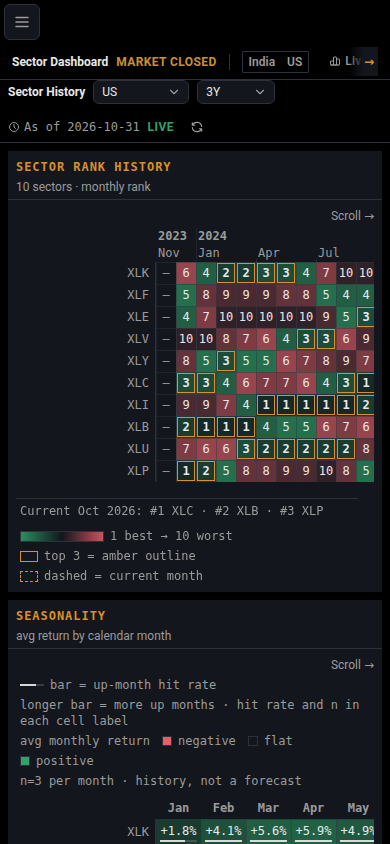 Sector Dashboard MARKET CLOSED India US →
Sector History US 3Y
As of 2026-10-31 LIVE
SECTOR RANK HISTORY
10 sectors · monthly rank
Scroll →
2023 2024
Nov Jan Apr Jul
XLK — 6 4 2 2 3 3 4 7 10 10
XLF — 5 8 9 9 9 8 8 5 4 4
XLE — 4 7 10 10 10 10 10 9 5 3
XLV — 10 10 8 7 6 4 3 3 6 9
XLY — 8 5 3 5 5 6 7 8 9 7
XLC — 3 3 4 6 7 7 6 4 3 1
XLI — 9 9 7 4 1 1 1 1 1 2
XLB — 2 1 1 1 4 5 5 6 7 6
XLU — 7 6 6 3 2 2 2 2 2 8
XLP — 1 2 5 8 8 9 9 10 8 5
Current Oct 2026: #1 XLC · #2 XLB · #3 XLP
1 best → 10 worst
top 3 = amber outline
dashed = current month
SEASONALITY
avg return by calendar month
Scroll →
bar = up-month hit rate
longer bar = more up months · hit rate and n in
each cell label
avg monthly return negative flat
positive
n=3 per month · history, not a forecast
Jan Feb Mar Apr May
XLK +1.8% +4.1% +5.6% +5.9% +4.9%